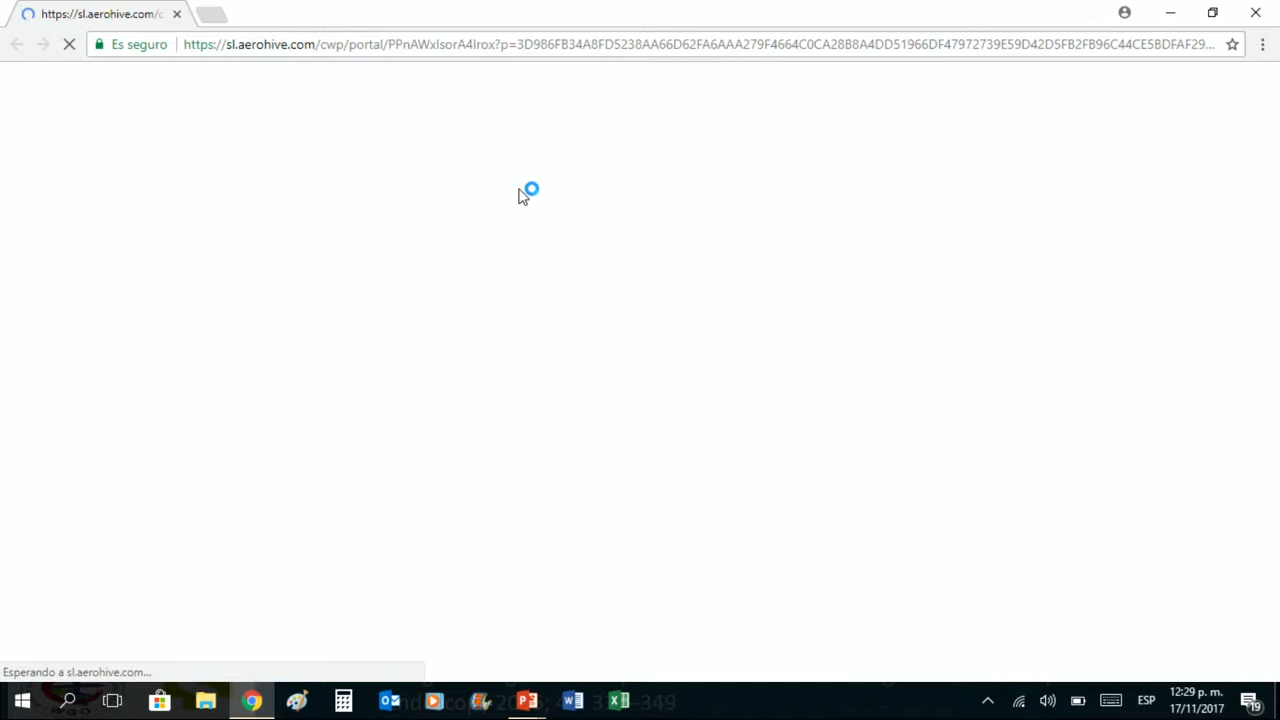 https://sl.aerohive.com/c
Es seguro
https://sl.aerohive.com/cwp/portal/PPnAWxlsorA4lrox?p=3D986FB34A8FD5238AA66D62FA6AAA279F4664C0CA28B8A4DD51966DF47972739E59D42D5FB2FB96C44CE5BDFAF29...
Esperando a sl.aerohive.com...
ESP
12:29 p. m.
17/11/2017
19
349